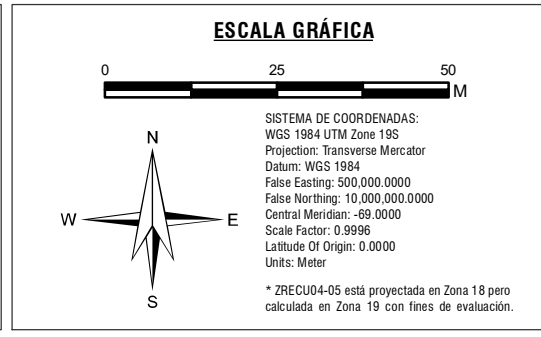 ESCALA GRÁFICA
0 25 50
M
SISTEMA DE COORDENADAS:
WGS 1984 UTM Zone 19S
Projection: Transverse Mercator
Datum: WGS 1984
False Easting: 500,000.0000
False Northing: 10,000,000.0000
Central Meridian: -69.0000
Scale Factor: 0.9996
Latitude Of Origin: 0.0000
Units: Meter
* ZRECU04-05 está proyectada en Zona 18 pero
calculada en Zona 19 con fines de evaluación.
N
W E
S